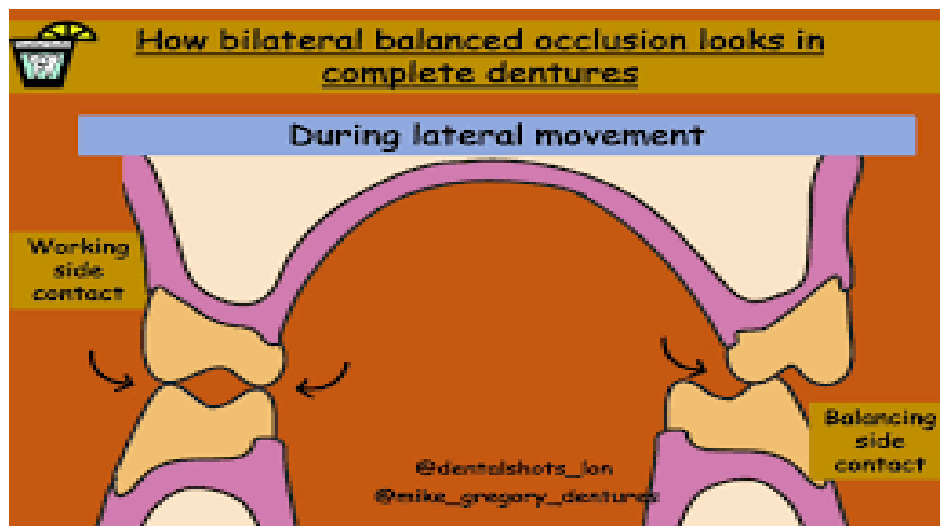 How bilateral balanced occlusion looks in
complete dentures
During lateral movement
Working
side
contact
Balancing
side
contact
@dentalshots_lon
@mike_gregory_dentures